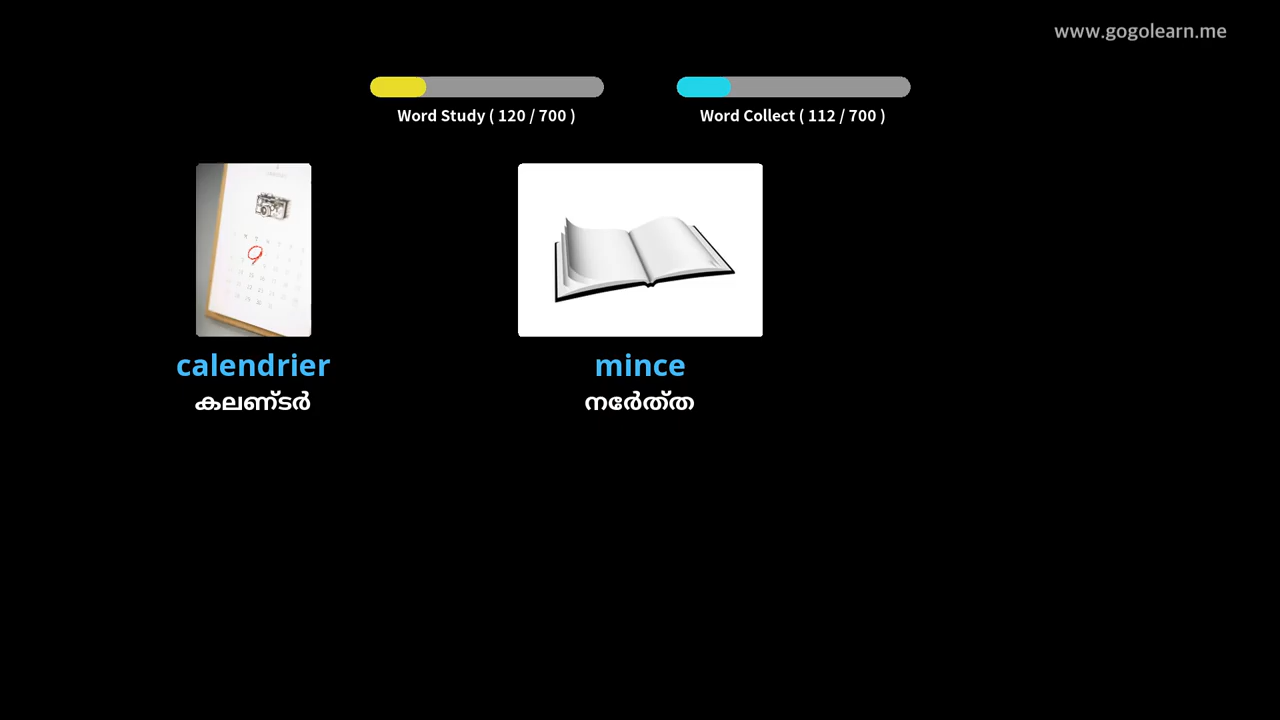 www.gogolearn.me
Word Study ( 120 / 700 )
Word Collect ( 112 / 700 )
calendrier
കലണ്ടർ
mince
നേർത്ത